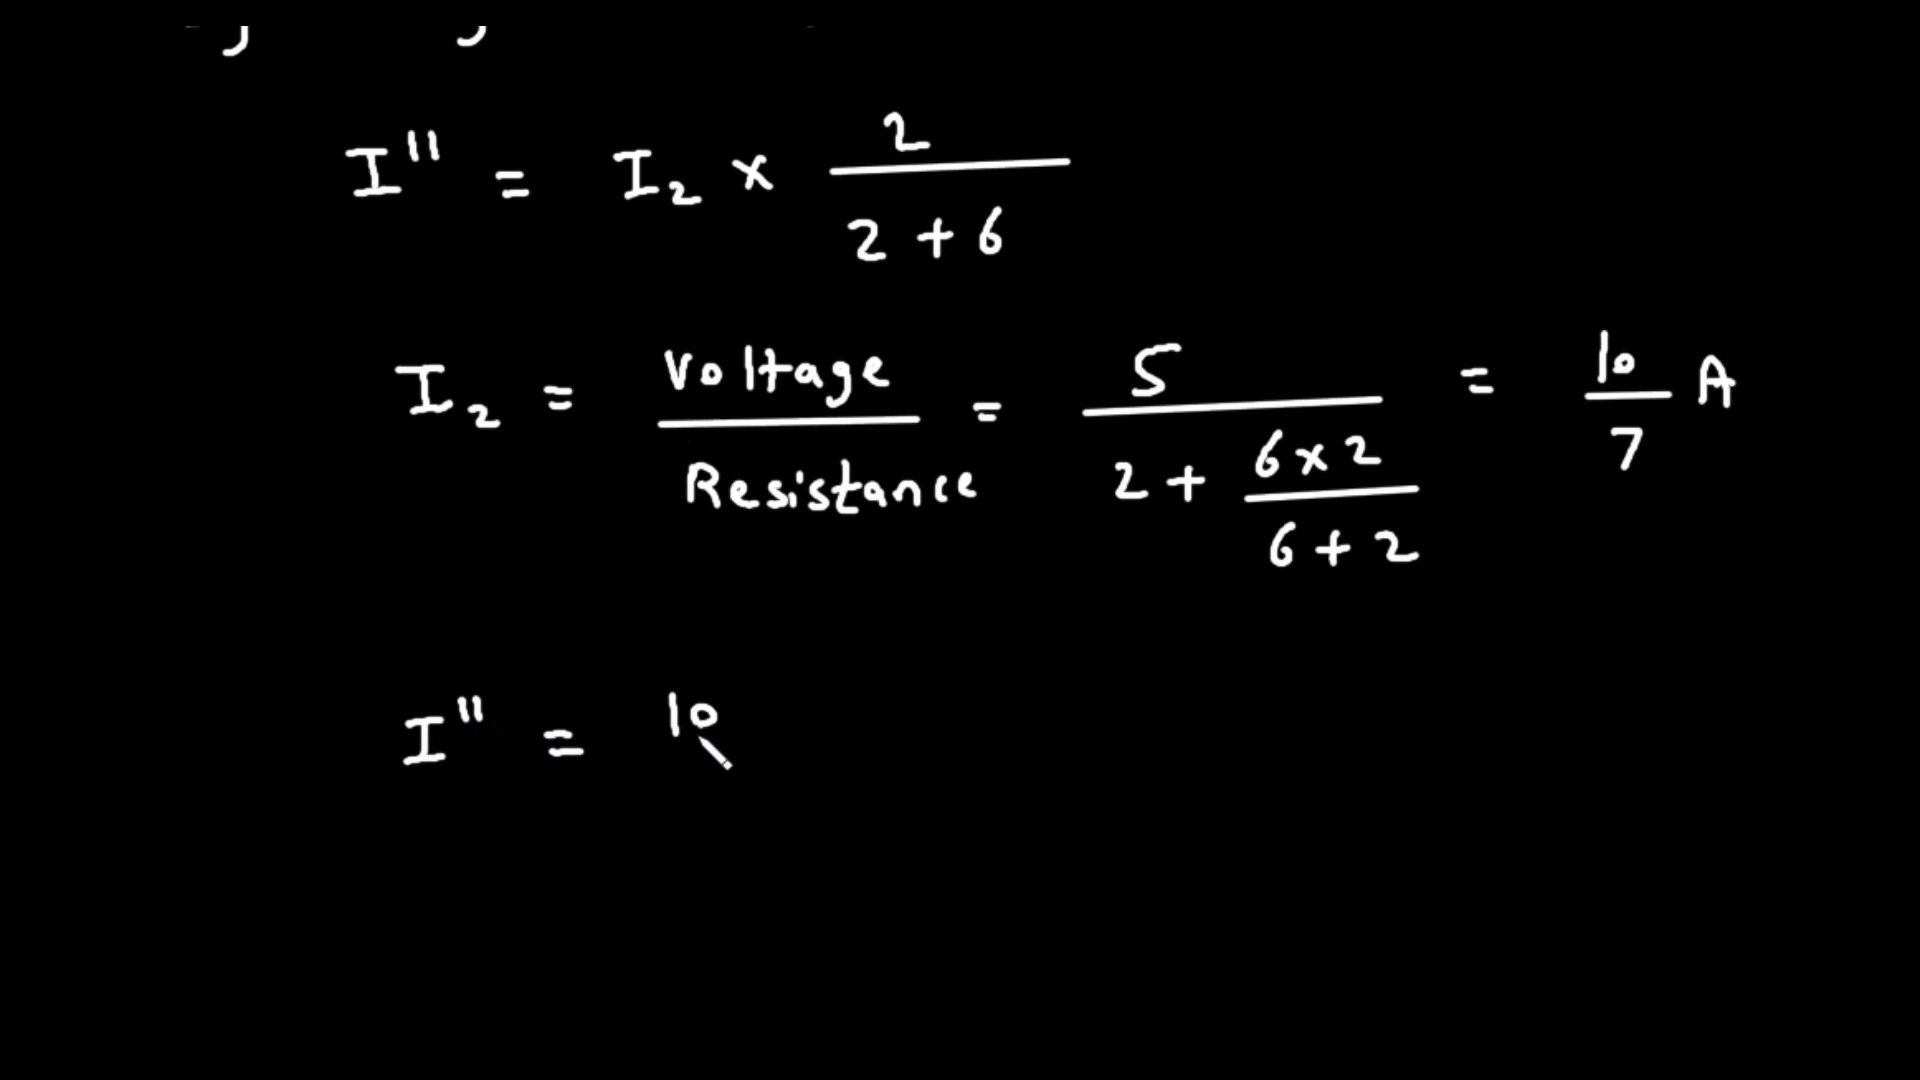 I" = I₂ × 2 / (2 + 6)
I₂ = Voltage / Resistance = 5 / (2 + (6×2) / (6+2)) = 10/7 A
I" = 10